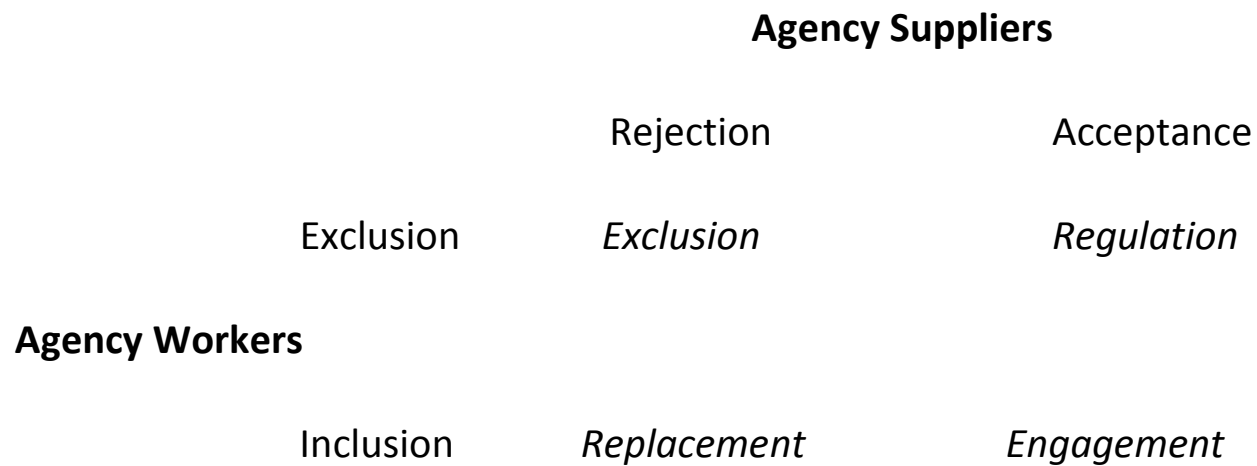 Agency Suppliers
Rejection Acceptance
Exclusion Exclusion Regulation
Agency Workers
Inclusion Replacement Engagement